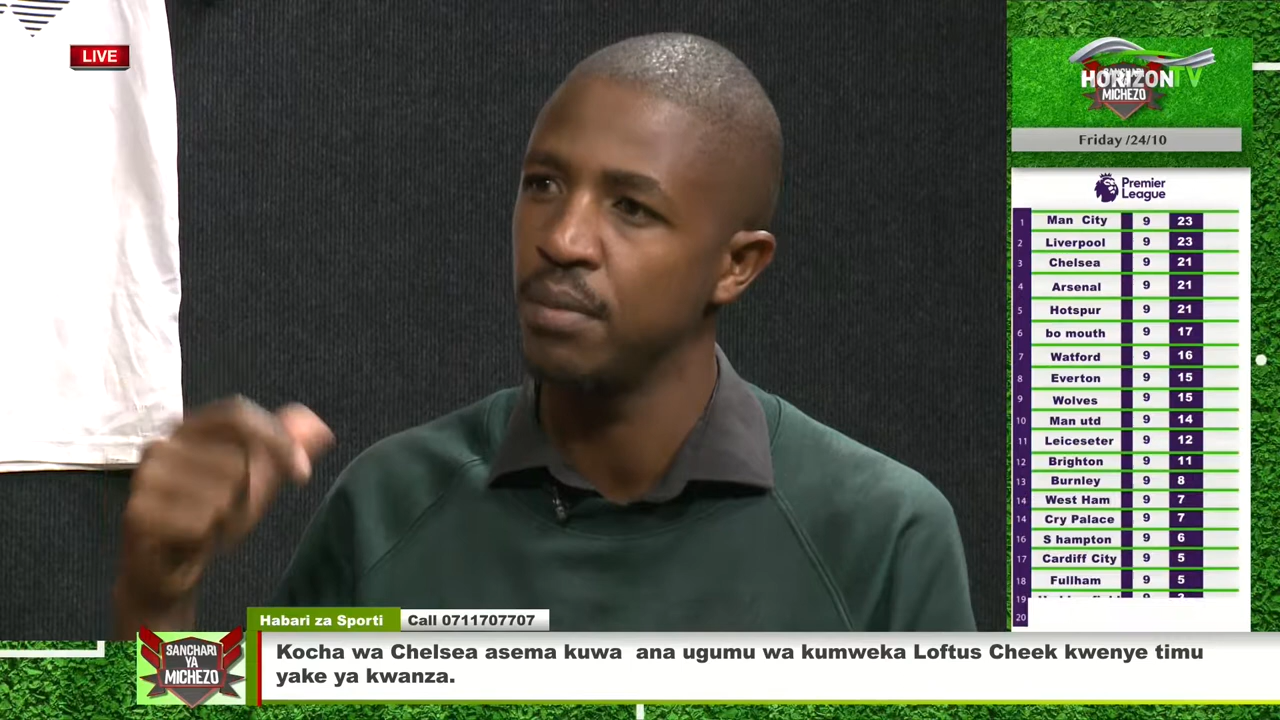 LIVE
HORIZON TV
SANCHARI
MICHEZO
Friday /24/10
Premier
League
1 Man City 9 23
2 Liverpool 9 23
3 Chelsea 9 21
4 Arsenal 9 21
5 Hotspur 9 21
6 bo mouth 9 17
7 Watford 9 16
8 Everton 9 15
9 Wolves 9 15
10 Man utd 9 14
11 Leiceseter 9 12
12 Brighton 9 11
13 Burnley 9 8
14 West Ham 9 7
14 Cry Palace 9 7
16 S hampton 9 6
17 Cardiff City 9 5
18 Fullham 9 5
19
20
Habari za Sporti Call 0711707707
SANCHARI
YA
MICHEZO
Kocha wa Chelsea asema kuwa ana ugumu wa kumweka Loftus Cheek kwenye timu
yake ya kwanza.